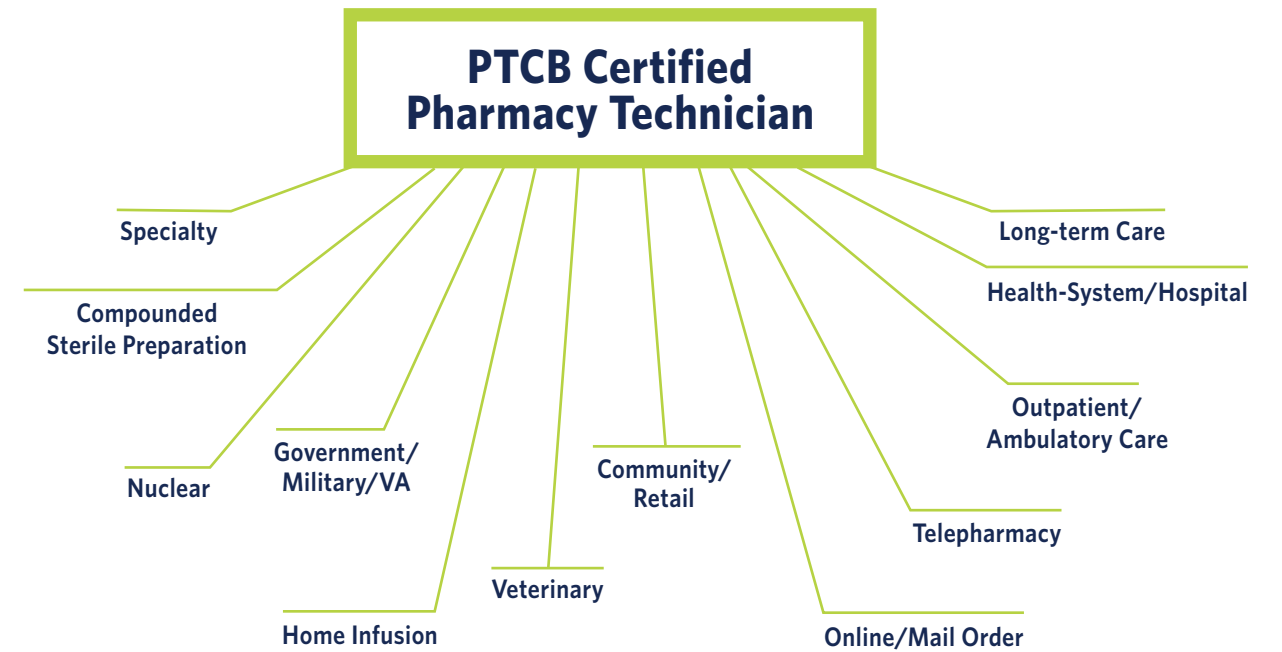 PTCB Certified
Pharmacy Technician
Specialty
Long-term Care
Compounded
Sterile Preparation
Health-System/Hospital
Nuclear
Government/
Military/VA
Community/
Retail
Outpatient/
Ambulatory Care
Telepharmacy
Veterinary
Home Infusion
Online/Mail Order